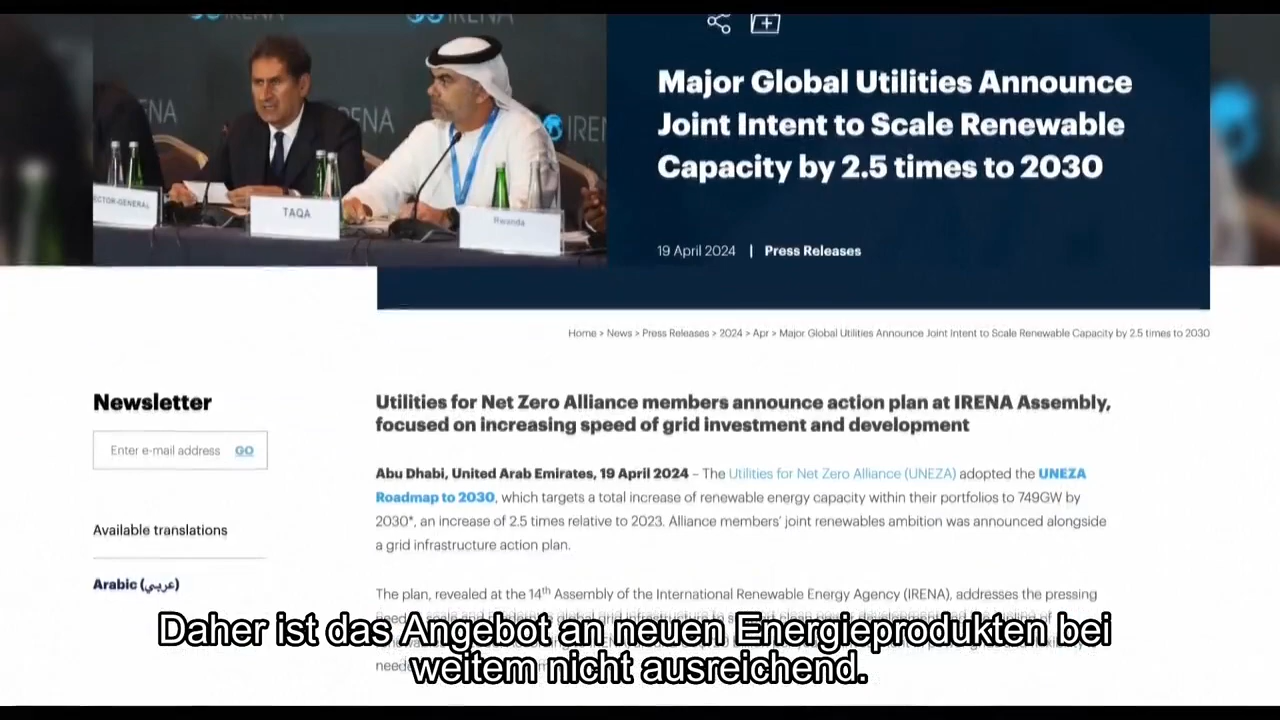 IRENA
IRENA
IRENA
IRENA
IREN
ECTOR-GENERAL
TAQA
Rwanda
Major Global Utilities Announce
Joint Intent to Scale Renewable
Capacity by 2.5 times to 2030
19 April 2024 | Press Releases
Home > News > Press Releases > 2024 > Apr > Major Global Utilities Announce Joint Intent to Scale Renewable Capacity by 2.5 times to 2030
Newsletter
Enter e-mail address GO
Available translations
Arabic (عربي)
Utilities for Net Zero Alliance members announce action plan at IRENA Assembly,
focused on increasing speed of grid investment and development
Abu Dhabi, United Arab Emirates, 19 April 2024 – The Utilities for Net Zero Alliance (UNEZA) adopted the UNEZA
Roadmap to 2030, which targets a total increase of renewable energy capacity within their portfolios to 749GW by
2030*, an increase of 2.5 times relative to 2023. Alliance members' joint renewables ambition was announced alongside
a grid infrastructure action plan.
The plan, revealed at the 14th Assembly of the International Renewable Energy Agency (IRENA), addresses the pressing
Daher ist das Angebot an neuen Energieprodukten bei
weitem nicht ausreichend.